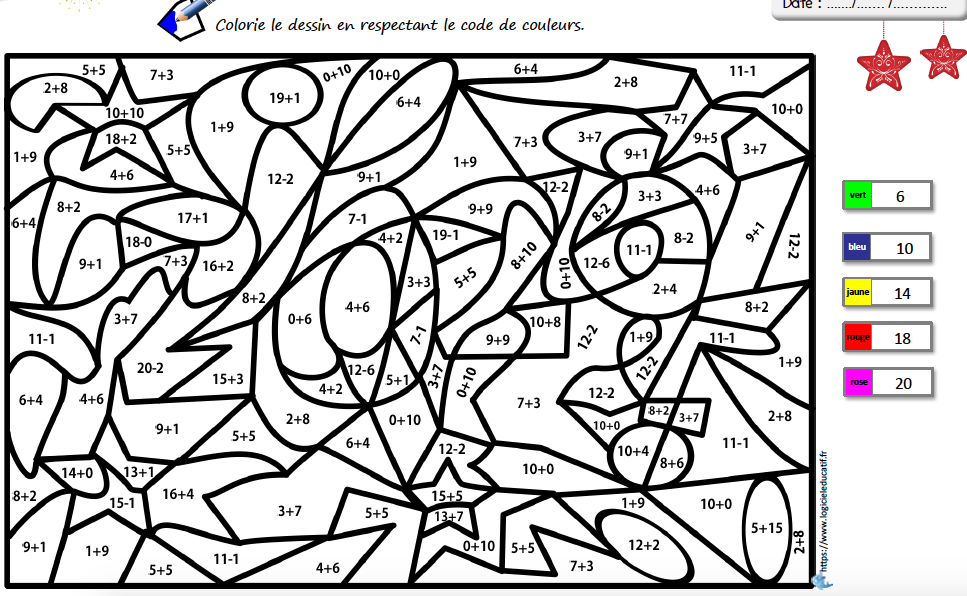 Date : ....../....... /.............
Colorie le dessin en respectant le code de couleurs.
5+5 7+3 0+10 10+0 6+4 2+8 11-1
2+8 19+1 6+4 10+0
10+10 1+9 7+7
18+2 5+5 7+3 3+7 9+1 9+5 3+7
1+9 4+6 12-2 9+1 1+9 12-2 3+3 4+6
6+4 8+2 17+1 7-1 9+9 8-2
18-0 4+2 19-1 8+10 11-1 8-2 9+1 12-2
9+1 7+3 16+2 3+3 5+5 0+10 12-6
8+2 4+6 2+4
3+7 0+6 10+8 8+2
11-1 7-1 9+9 12-2 1+9 11-1
20-2 15+3 12-6 5+1 3+7 0+10 12-2 1+9
6+4 4+6 4+2 7+3 12-2
9+1 5+5 2+8 0+10 10+0 8+2 3+7 2+8
6+4 12-2 10+4 11-1
14+0 13+1 10+0 8+6
8+2 15-1 16+4 15+5 1+9 10+0
3+7 5+5 13+7 5+15 2+8
9+1 1+9 11-1 0+10 5+5 12+2
5+5 4+6 7+3
vert 6
bleu 10
jaune 14
rouge 18
rose 20
https://www.logicieleducatif.fr